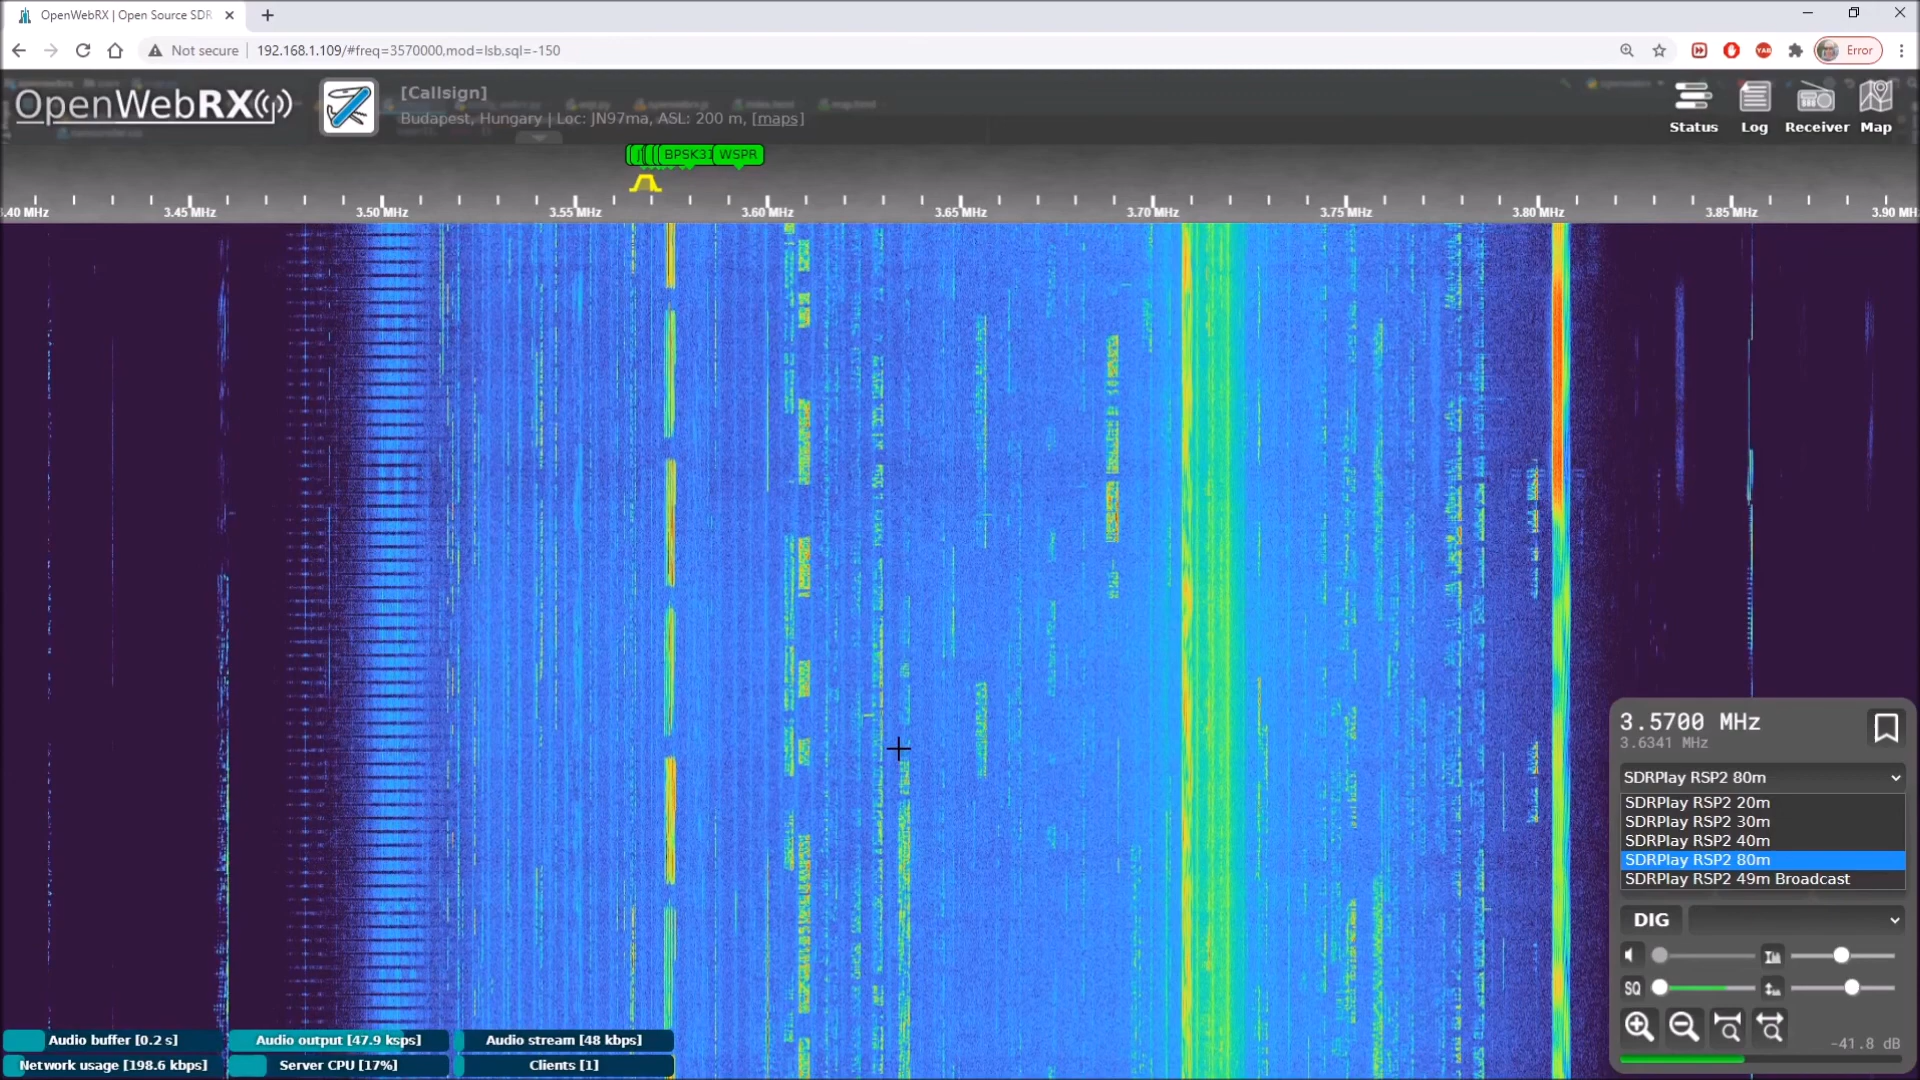 OpenWebRX | Open Source SDR
Not secure
192.168.1.109/#freq=3570000,mod=lsb,sql=-150
Error
OpenWebRX
[Callsign]
Budapest, Hungary | Loc: JN97ma, ASL: 200 m, [maps]
Status
Log
Receiver
Map
BPSK31
WSPR
.40 MHz
3.45 MHz
3.50 MHz
3.55 MHz
3.60 MHz
3.65 MHz
3.70 MHz
3.75 MHz
3.80 MHz
3.85 MHz
3.90 MH
3.5700 MHz
3.6341 MHz
SDRPlay RSP2 80m
SDRPlay RSP2 20m
SDRPlay RSP2 30m
SDRPlay RSP2 40m
SDRPlay RSP2 80m
SDRPlay RSP2 49m Broadcast
DIG
SQ
-41.8 dB
Audio buffer [0.2 s]
Audio output [47.9 ksps]
Audio stream [48 kbps]
Network usage [198.6 kbps]
Server CPU [17%]
Clients [1]